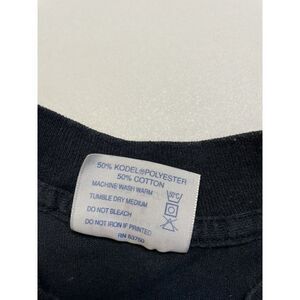 50% KODEL®POLYESTER
50% COTTON
MACHINE WASH WARM
TUMBLE DRY MEDIUM
DO NOT BLEACH
DO NOT IRON IF PRINTED
RN 93750